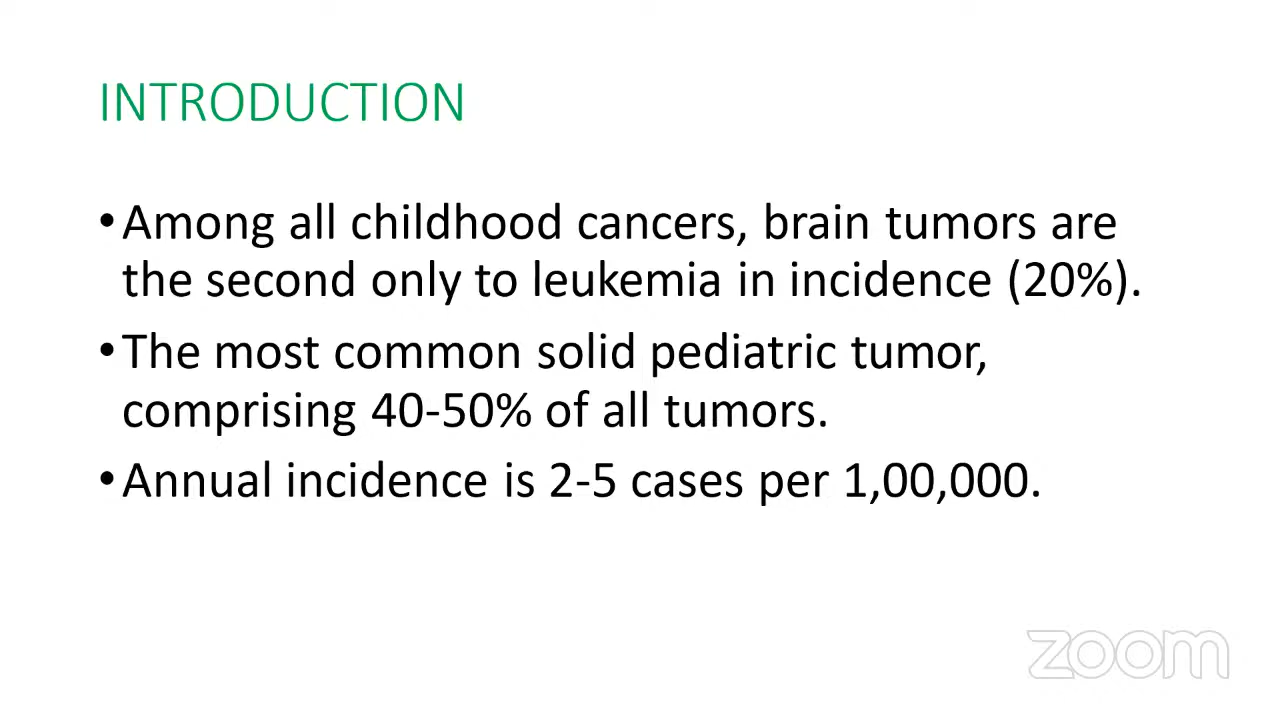 INTRODUCTION
•Among all childhood cancers, brain tumors are
the second only to leukemia in incidence (20%).
•The most common solid pediatric tumor,
comprising 40-50% of all tumors.
•Annual incidence is 2-5 cases per 1,00,000.
zoom